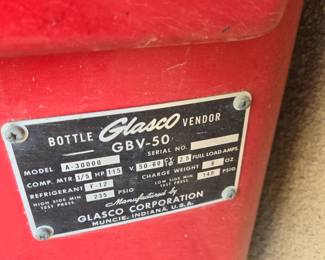 BOTTLE Glasco VENDOR
GBV-50
MODEL A-30000 SERIAL NO.
COMP. MTR. 1/5 HP. 115 V. 50-60 CY. 2.5 FULL LOAD AMPS.
REFRIGERANT F-12 CHARGE WEIGHT 9 OZ
HIGH SIDE MIN TEST PRESS 235 PSIG LOW SIDE MIN TEST PRESS. 140 PSIG
Manufactured by
GLASCO CORPORATION
MUNCIE, INDIANA, U.S.A.